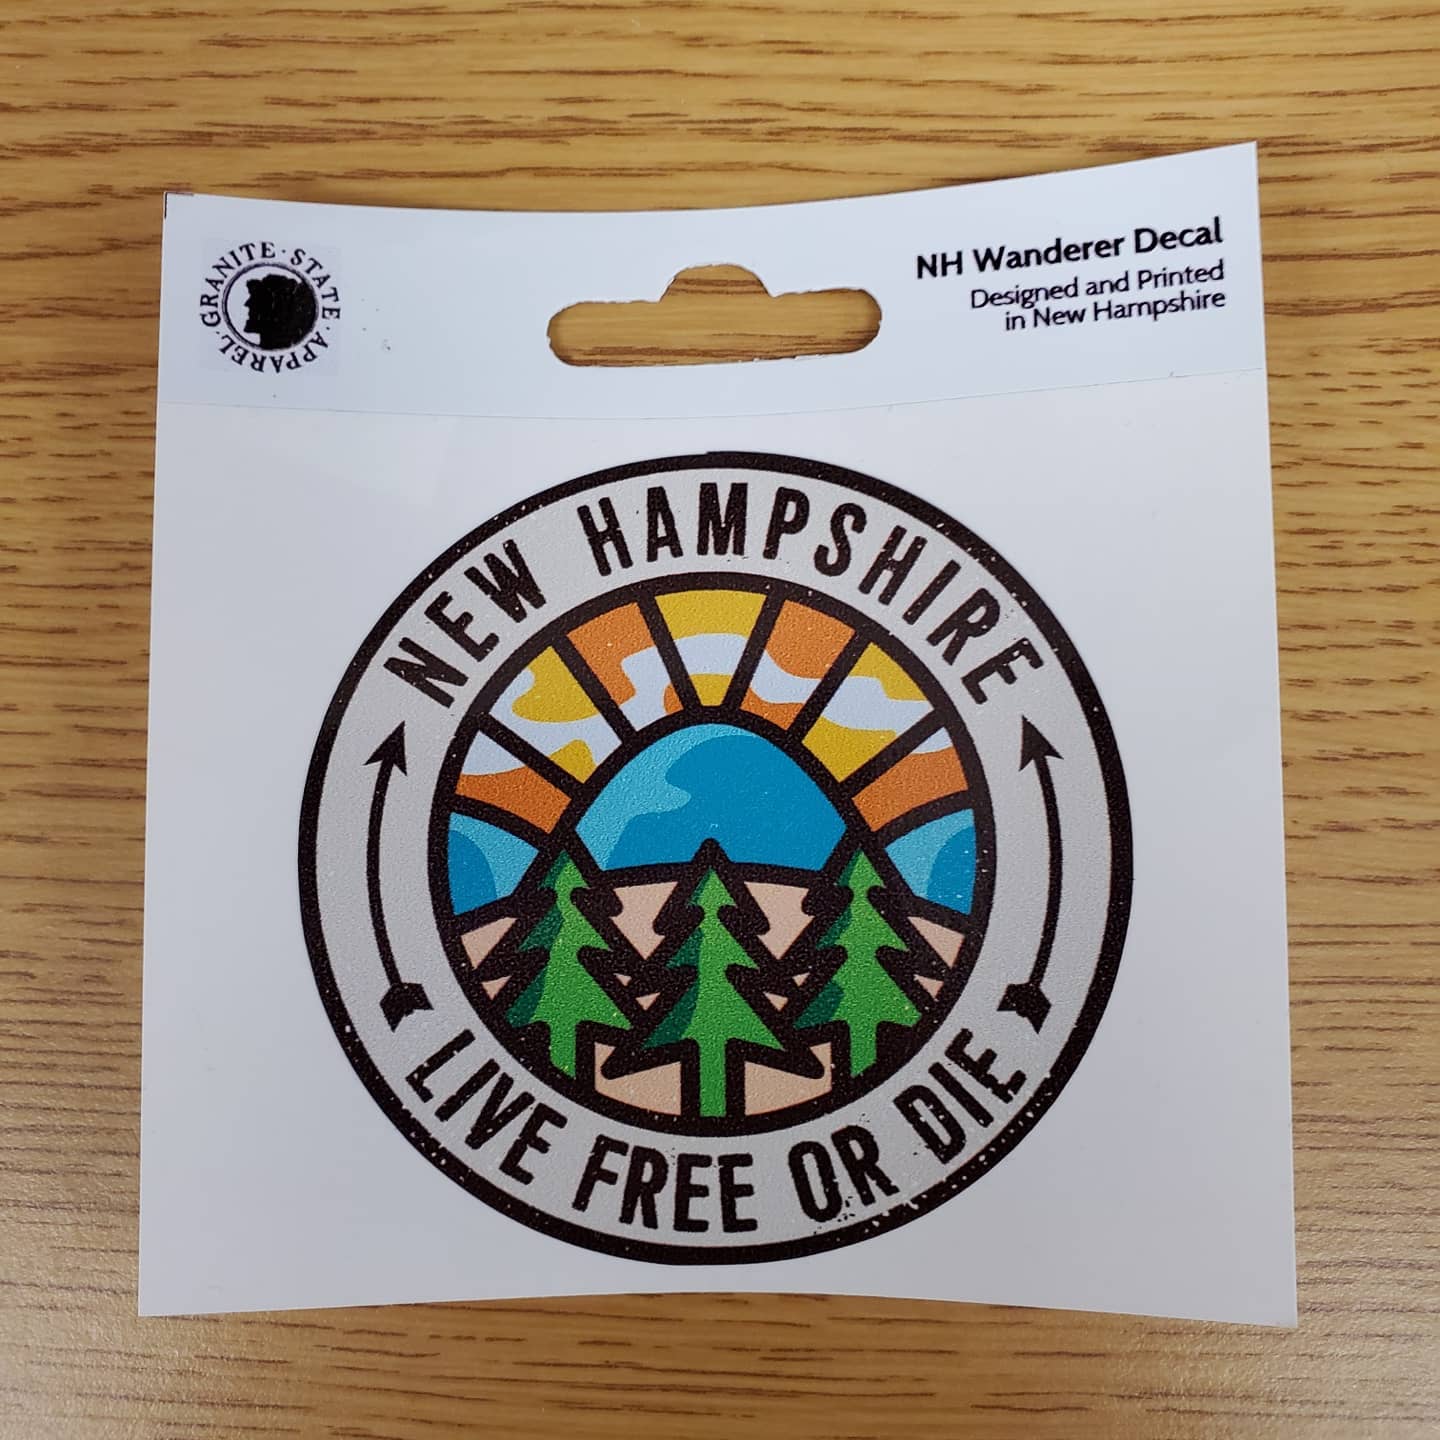 GRANITE · STATE · APPAREL ·
NH Wanderer Decal
Designed and Printed
in New Hampshire
NEW HAMPSHIRE
LIVE FREE OR DIE